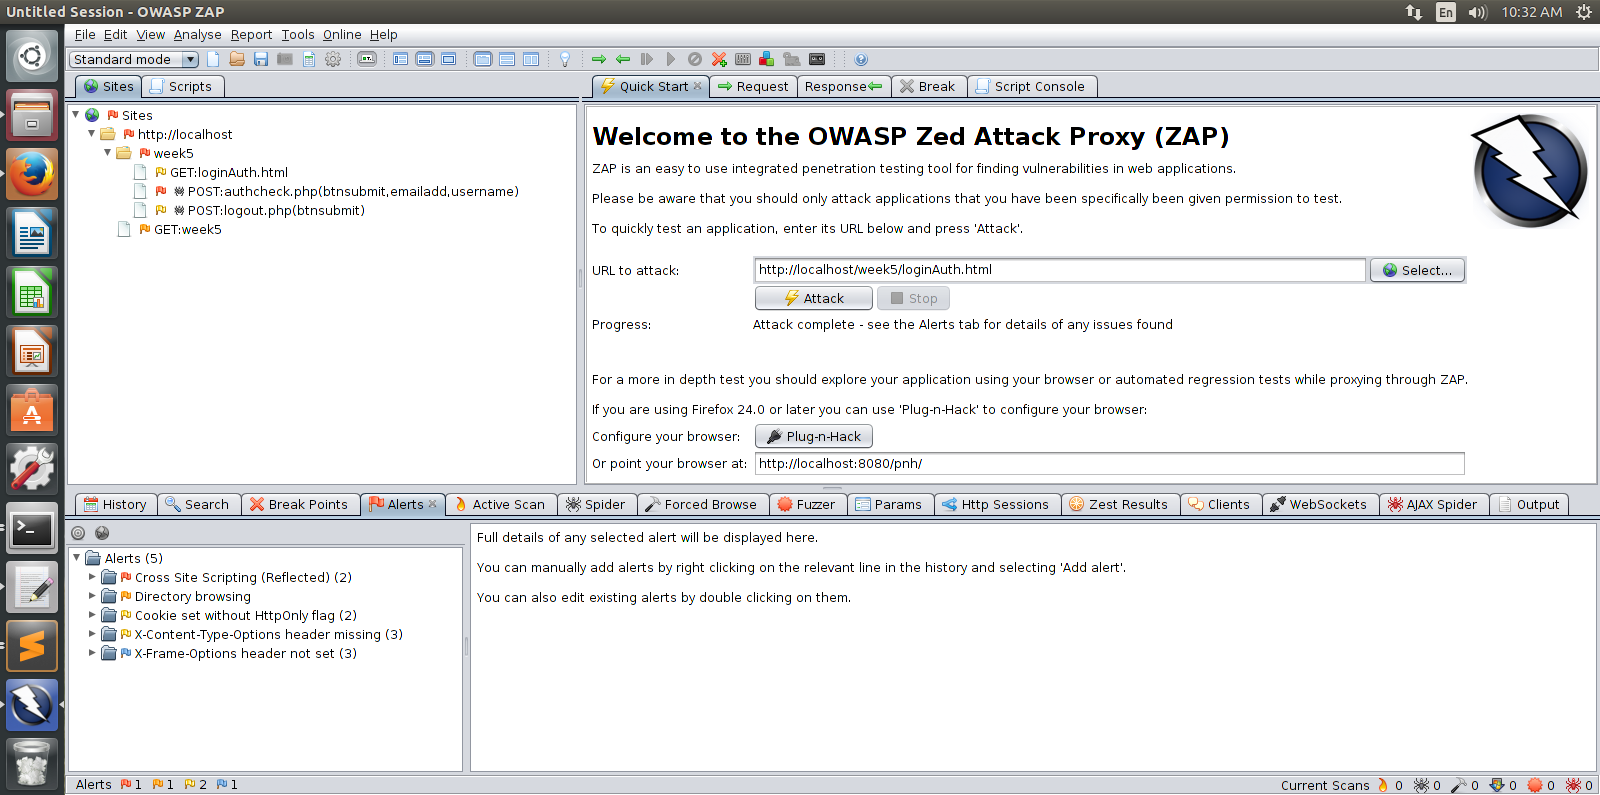 Untitled Session - OWASP ZAP
En
10:32 AM
File Edit View Analyse Report Tools Online Help
Standard mode
Sites
Scripts
Quick Start
Request
Response
Break
Script Console
Sites
http://localhost
week5
GET:loginAuth.html
POST:authcheck.php(btnsubmit,emailadd,username)
POST:logout.php(btnsubmit)
GET:week5
Welcome to the OWASP Zed Attack Proxy (ZAP)
ZAP is an easy to use integrated penetration testing tool for finding vulnerabilities in web applications.
Please be aware that you should only attack applications that you have been specifically been given permission to test.
To quickly test an application, enter its URL below and press 'Attack'.
URL to attack: http://localhost/week5/loginAuth.html Select...
Attack Stop
Progress: Attack complete - see the Alerts tab for details of any issues found
For a more in depth test you should explore your application using your browser or automated regression tests while proxying through ZAP.
If you are using Firefox 24.0 or later you can use 'Plug-n-Hack' to configure your browser:
Configure your browser: Plug-n-Hack
Or point your browser at: http://localhost:8080/pnh/
History Search Break Points Alerts Active Scan Spider Forced Browse Fuzzer Params Http Sessions Zest Results Clients WebSockets AJAX Spider Output
Alerts (5)
Cross Site Scripting (Reflected) (2)
Directory browsing
Cookie set without HttpOnly flag (2)
X-Content-Type-Options header missing (3)
X-Frame-Options header not set (3)
Full details of any selected alert will be displayed here.
You can manually add alerts by right clicking on the relevant line in the history and selecting 'Add alert'.
You can also edit existing alerts by double clicking on them.
Alerts 1 1 2 1
Current Scans 0 0 0 0 0 0